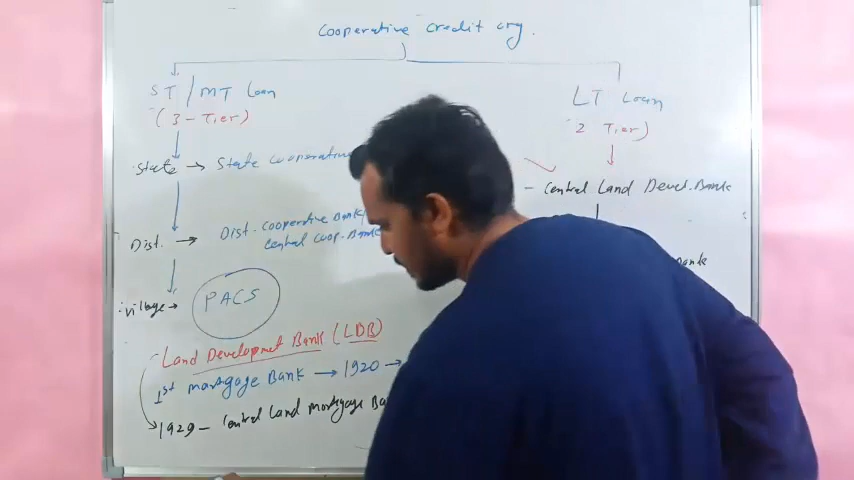 Cooperative Credit Org.
ST / MT Loan
(3-Tier)
State → State Cooperative
Dist. → Dist. Cooperative Bank/
Central Coop. Bank
village → PACS
LT Loan
2 Tier)
- Central Land Devel. Bank
Bank
- Land Development Bank (LDB)
1st mortgage Bank → 1920 →
1929 - Central Land mortgage Ba